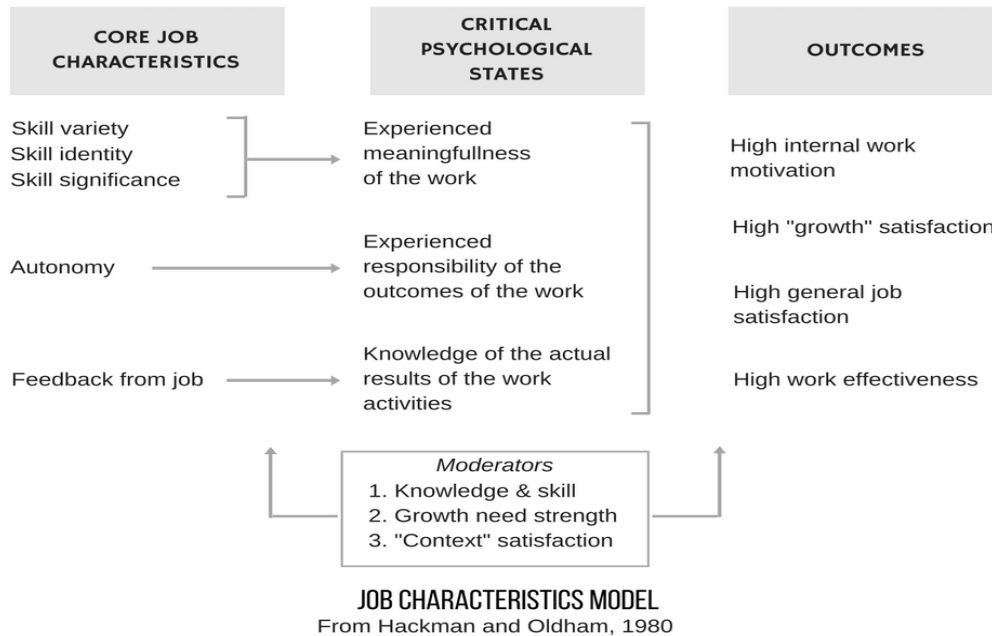 CORE JOB
CHARACTERISTICS
CRITICAL
PSYCHOLOGICAL
STATES
OUTCOMES
Skill variety
Skill identity
Skill significance
Experienced
meaningfullness
of the work
High internal work
motivation
High "growth" satisfaction
Autonomy
Experienced
responsibility of the
outcomes of the work
High general job
satisfaction
Feedback from job
Knowledge of the actual
results of the work
activities
High work effectiveness
Moderators
1. Knowledge & skill
2. Growth need strength
3. "Context" satisfaction
JOB CHARACTERISTICS MODEL
From Hackman and Oldham, 1980